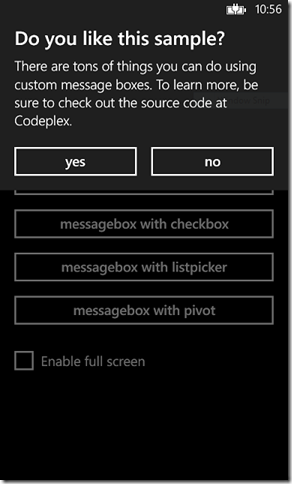 10:56
Do you like this sample?
There are tons of things you can do using
custom message boxes. To learn more, be
sure to check out the source code at
Codeplex.
yes
no
messagebox with checkbox
messagebox with listpicker
messagebox with pivot
Enable full screen